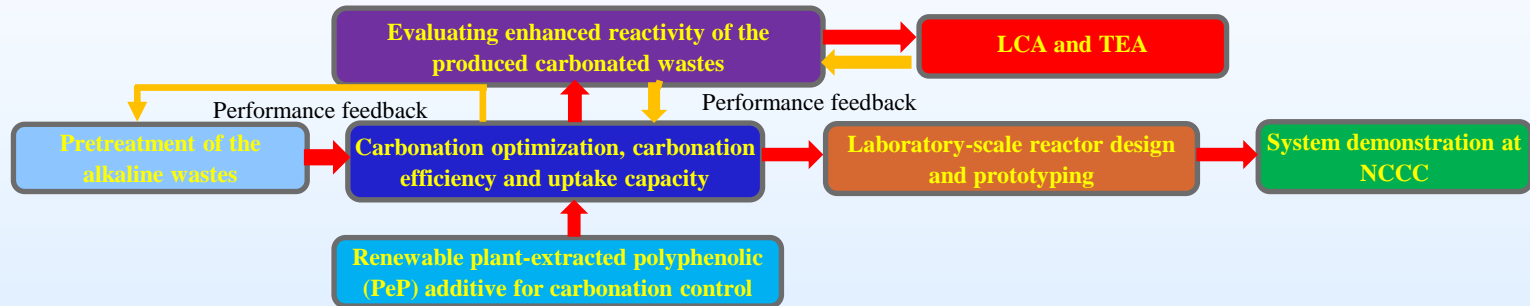 Evaluating enhanced reactivity of the
produced carbonated wastes
LCA and TEA
Performance feedback
Performance feedback
Pretreatment of the
alkaline wastes
Carbonation optimization, carbonation
efficiency and uptake capacity
Laboratory-scale reactor design
and prototyping
System demonstration at
NCCC
Renewable plant-extracted polyphenolic
(PeP) additive for carbonation control